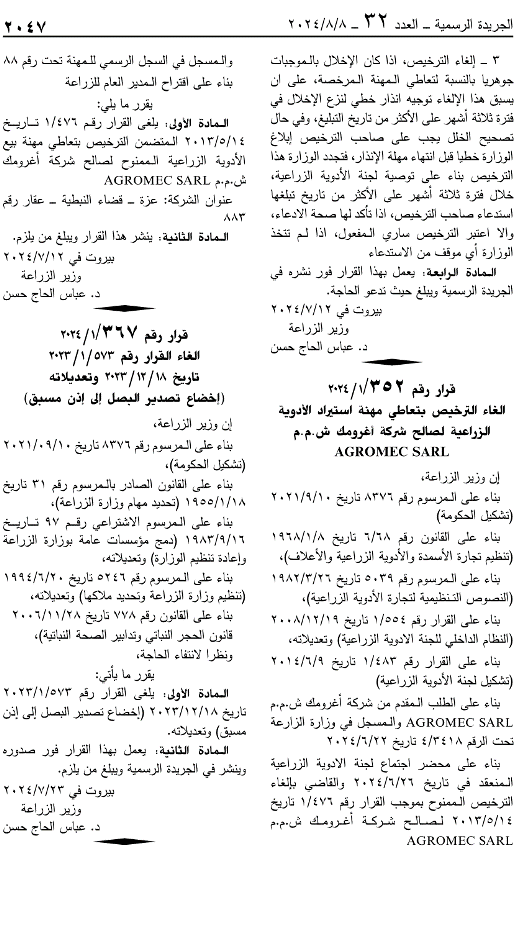 الجريدة الرسمية ــ العدد ٣٢ ــ ٢٠٢٤/٨/٨
٢٠٤٧
٣ ــ إلغاء الترخيص، اذا كان الإخلال بالموجبات
جوهريا بالنسبة لتعاطي المهنة المرخصة، على ان
يسبق هذا الإلغاء توجيه انذار خطي لنزع الإخلال في
فترة ثلاثة أشهر على الأكثر من تاريخ التبليغ، وفي حال
تصحيح الخلل يجب على صاحب الترخيص إبلاغ
الوزارة خطيا قبل انتهاء مهلة الإنذار، فتجدد الوزارة هذا
الترخيص بناء على توصية لجنة الأدوية الزراعية،
خلال فترة ثلاثة أشهر على الأكثر من تاريخ تبلغها
استدعاء صاحب الترخيص، اذا تأكد لها صحة الادعاء،
والا اعتبر الترخيص ساري المفعول، اذا لم تتخذ
الوزارة أي موقف من الاستدعاء
المادة الرابعة: يعمل بهذا القرار فور نشره في
الجريدة الرسمية ويبلغ حيث تدعو الحاجة.
بيروت في ٢٠٢٤/٧/١٢
وزير الزراعة
د. عباس الحاج حسن
قرار رقم ٢٠٢٤/١/٣٥٢
الغاء الترخيص بتعاطي مهنة استيراد الأدوية
الزراعية لصالح شركة أغرومك ش.م.م
AGROMEC SARL
إن وزير الزراعة،
بناء على المرسوم رقم ٨٣٧٦ تاريخ ٢٠٢١/٩/١٠
(تشكيل الحكومة)
بناء على القانون رقم ٦/٦٨ تاريخ ١٩٦٨/١/٨
(تنظيم تجارة الأسمدة والأدوية الزراعية والأعلاف)،
بناء على المرسوم رقم ٥٠٣٩ تاريخ ١٩٨٢/٣/٢٦
(النصوص التنظيمية لتجارة الأدوية الزراعية)،
بناء على القرار رقم ١/٥٥٤ تاريخ ٢٠٠٨/١٢/١٩
(النظام الداخلي للجنة الادوية الزراعية) وتعديلاته،
بناء على القرار رقم ١/٤٨٣ تاريخ ٢٠١٤/٦/٩
(تشكيل لجنة الأدوية الزراعية)
بناء على الطلب المقدم من شركة أغرومك ش.م.م
AGROMEC SARL والمسجل في وزارة الزارعة
تحت الرقم ٤/٣٤١٨ تاريخ ٢٠٢٤/٦/٢٢
بناء على محضر اجتماع لجنة الادوية الزراعية
المنعقد في تاريخ ٢٠٢٤/٦/٢٦ والقاضي بإلغاء
الترخيص الممنوح بموجب القرار رقم ١/٤٧٦ تاريخ
٢٠١٣/٥/١٤ لصالح شركة أغرومك ش.م.م
AGROMEC SARL
والمسجل في السجل الرسمي للمهنة تحت رقم ٨٨
بناء على اقتراح المدير العام للزراعة
يقرر ما يلي:
المادة الأولى: يلغى القرار رقم ١/٤٧٦ تاريخ
٢٠١٣/٥/١٤ المتضمن الترخيص بتعاطي مهنة بيع
الأدوية الزراعية الممنوح لصالح شركة أغرومك
ش.م.م AGROMEC SARL
عنوان الشركة: عزة ــ قضاء النبطية ــ عقار رقم
٨٨٣
المادة الثانية: ينشر هذا القرار ويبلغ من يلزم.
بيروت في ٢٠٢٤/٧/١٢
وزير الزراعة
د. عباس الحاج حسن
قرار رقم ٢٠٢٤/١/٣٦٧
الغاء القرار رقم ٢٠٢٣/١/٥٧٣
تاريخ ٢٠٢٣/١٢/١٨ وتعديلاته
(إخضاع تصدير البصل إلى إذن مسبق)
إن وزير الزراعة،
بناء على المرسوم رقم ٨٣٧٦ تاريخ ٢٠٢١/٠٩/١٠
(تشكيل الحكومة)،
بناء على القانون الصادر بالمرسوم رقم ٣١ تاريخ
١٩٥٥/١/١٨ (تحديد مهام وزارة الزراعة)،
بناء على المرسوم الاشتراعي رقم ٩٧ تاريخ
١٩٨٣/٩/١٦ (دمج مؤسسات عامة بوزارة الزراعة
وإعادة تنظيم الوزارة) وتعديلاته،
بناء على المرسوم رقم ٥٢٤٦ تاريخ ١٩٩٤/٦/٢٠
(تنظيم وزارة الزراعة وتحديد ملاكها) وتعديلاته،
بناء على القانون رقم ٧٧٨ تاريخ ٢٠٠٦/١١/٢٨
قانون الحجر النباتي وتدابير الصحة النباتية)،
ونظرا لانتفاء الحاجة،
يقرر ما يأتي:
المادة الأولى: يلغى القرار رقم ٢٠٢٣/١/٥٧٣
تاريخ ٢٠٢٣/١٢/١٨ (إخضاع تصدير البصل إلى إذن
مسبق) وتعديلاته.
المادة الثانية: يعمل بهذا القرار فور صدوره
وينشر في الجريدة الرسمية ويبلغ من يلزم.
بيروت في ٢٠٢٤/٧/٢٣
وزير الزراعة
د. عباس الحاج حسن